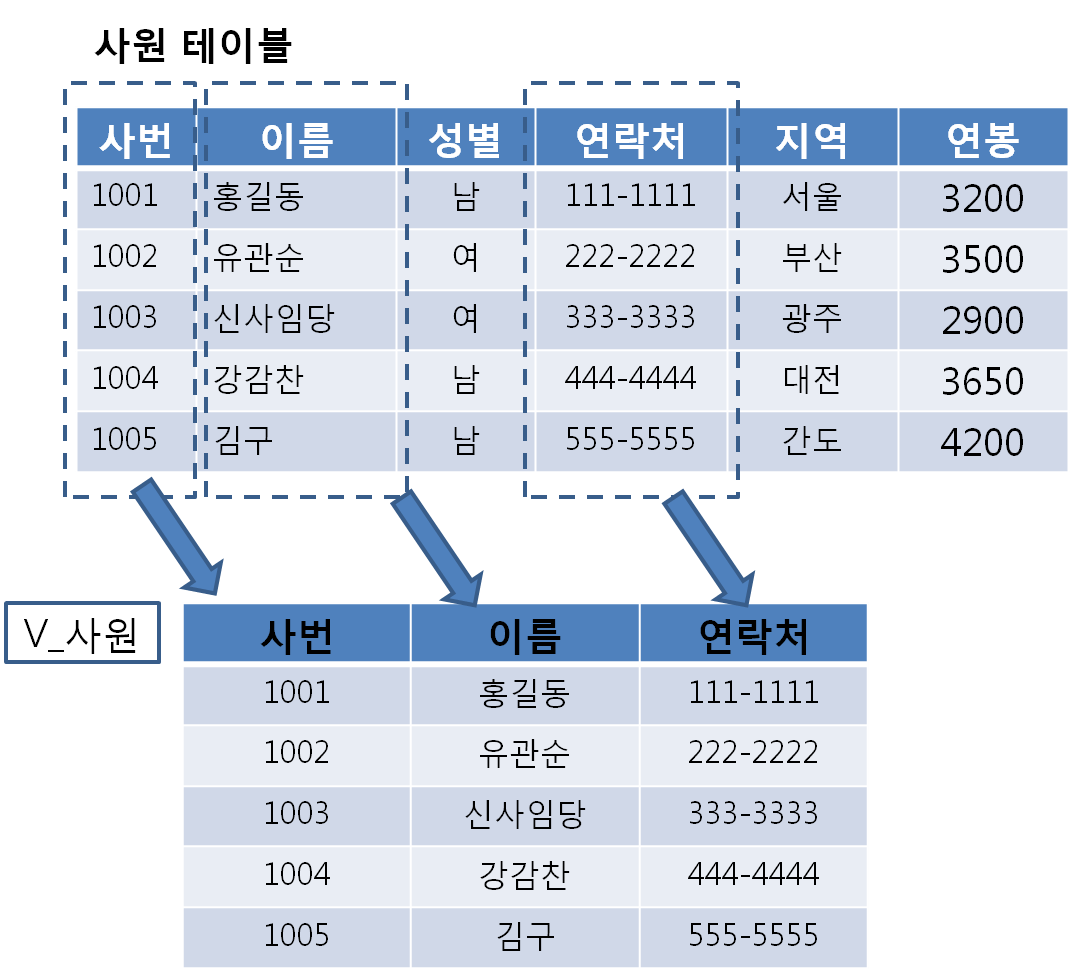 사원 테이블
사번 이름 성별 연락처 지역 연봉
1001 홍길동 남 111-1111 서울 3200
1002 유관순 여 222-2222 부산 3500
1003 신사임당 여 333-3333 광주 2900
1004 강감찬 남 444-4444 대전 3650
1005 김구 남 555-5555 간도 4200
V_사원
사번 이름 연락처
1001 홍길동 111-1111
1002 유관순 222-2222
1003 신사임당 333-3333
1004 강감찬 444-4444
1005 김구 555-5555